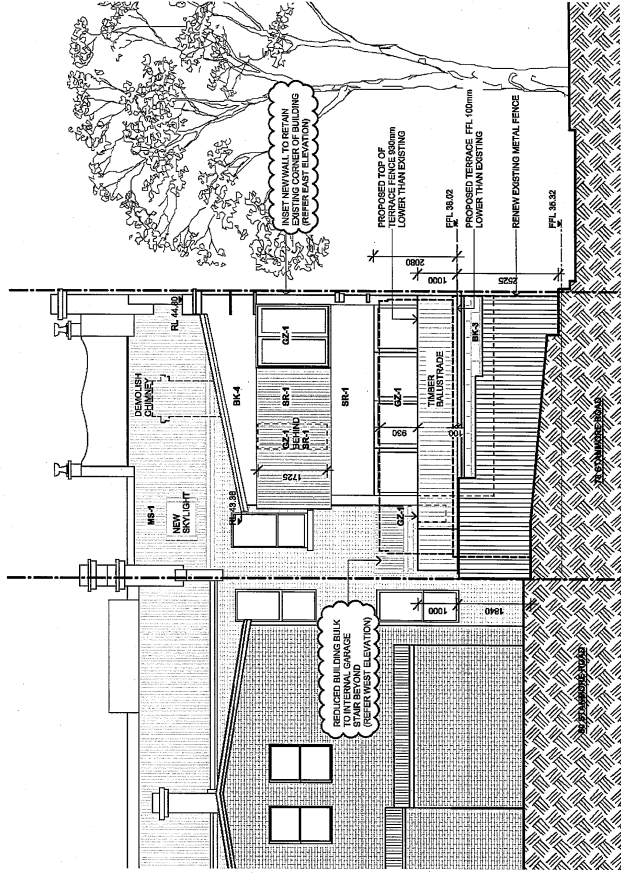 INSET NEW WALL TO RETAIN
EXISTING CORNER OF BUILDING
(REFER EAST ELEVATION)
PROPOSED TOP OF
TERRACE FENCE 930mm
LOWER THAN EXISTING
FFL 38.02
PROPOSED TERRACE FFL 100mm
LOWER THAN EXISTING
RENEW EXISTING METAL FENCE
FFL 35.32
2080
1000
2525
RL 44.80
DEMOLISH
CHIMNEY
BK-4
GZ-1
SR-1
SR-1
GZ-1
BEHIND
SR-1
1725
GZ-1
930
TIMBER
BALUSTRADE
100
BK-3
MS-1
NEW
SKYLIGHT
RL 43.38
GZ-1
REDUCED BUILDING BULK
TO INTERNAL GARAGE
STAIR BEYOND
(REFER WEST ELEVATION)
1000
1840
STANMORE ROAD
STANMORE ROAD